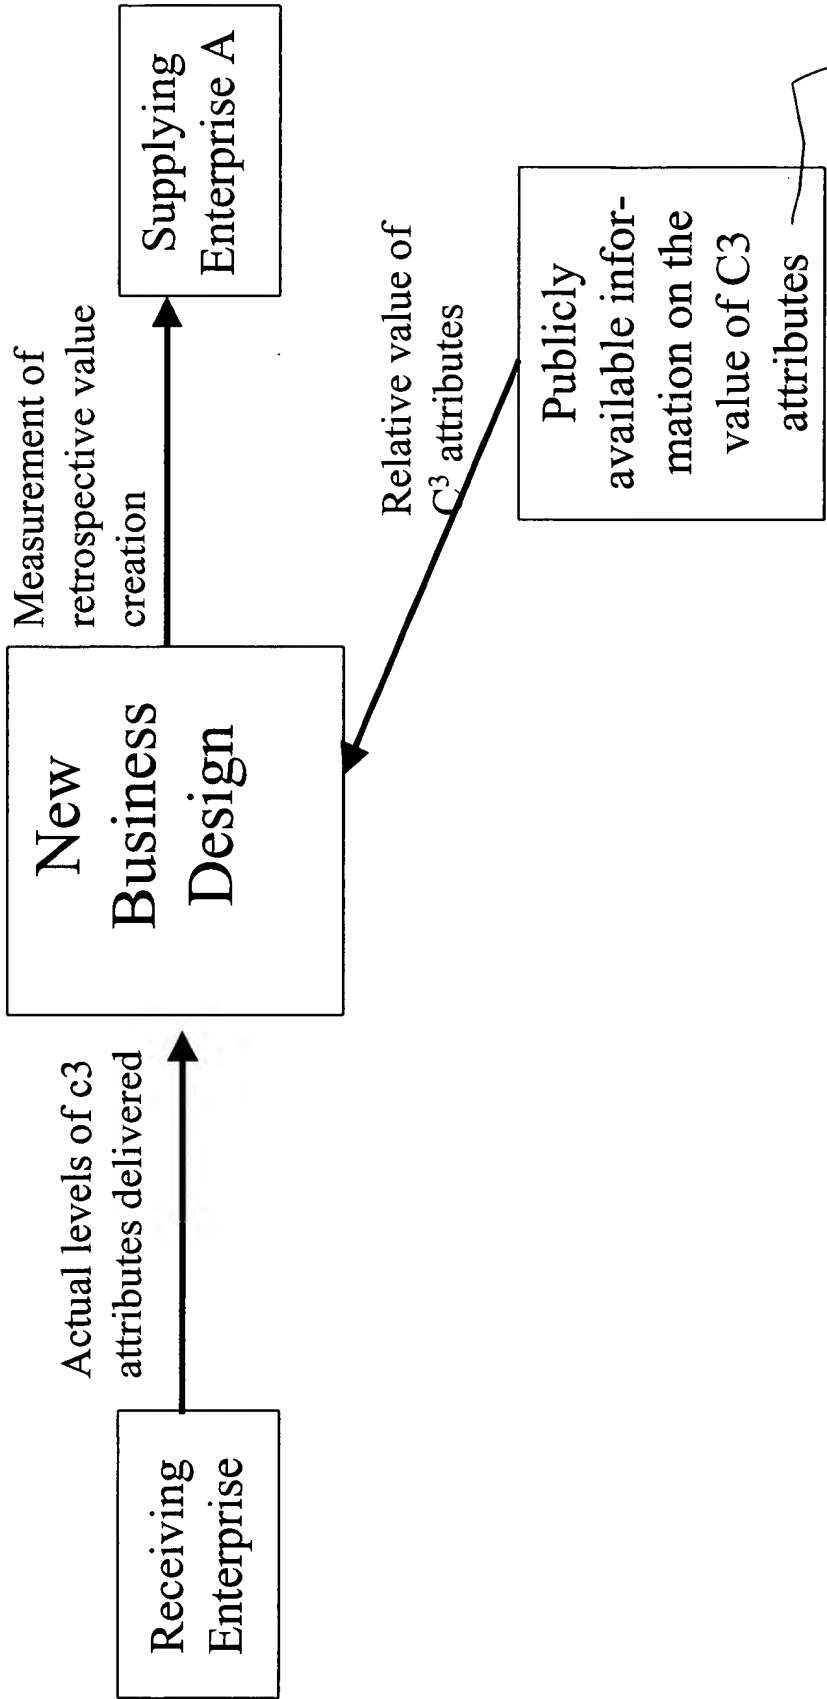 Receiving
Enterprise
Actual levels of c3
attributes delivered
New
Business
Design
Measurement of
retrospective value
creation
Supplying
Enterprise A
Relative value of
C³ attributes
Publicly
available infor-
mation on the
value of C3
attributes